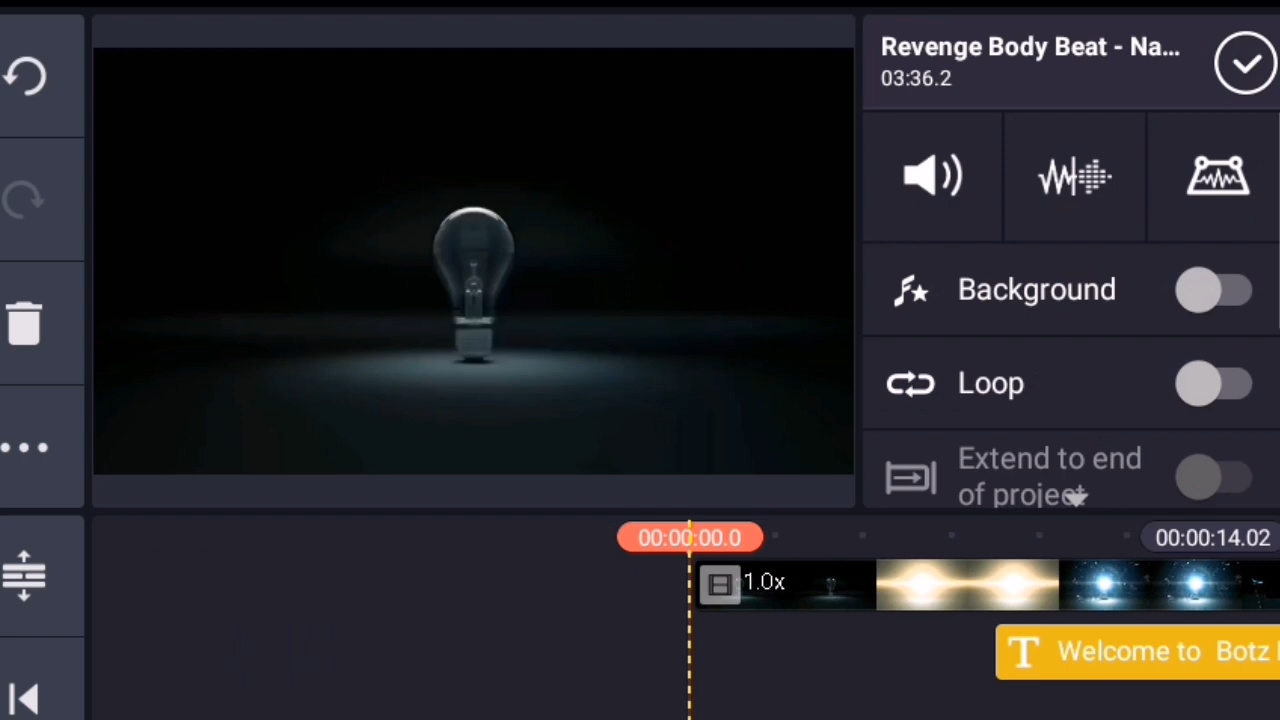 Revenge Body Beat - Na...
03:36.2
Background
Loop
Extend to end
of project
00:00:00.0
00:00:14.02
1.0x
T Welcome to Botz